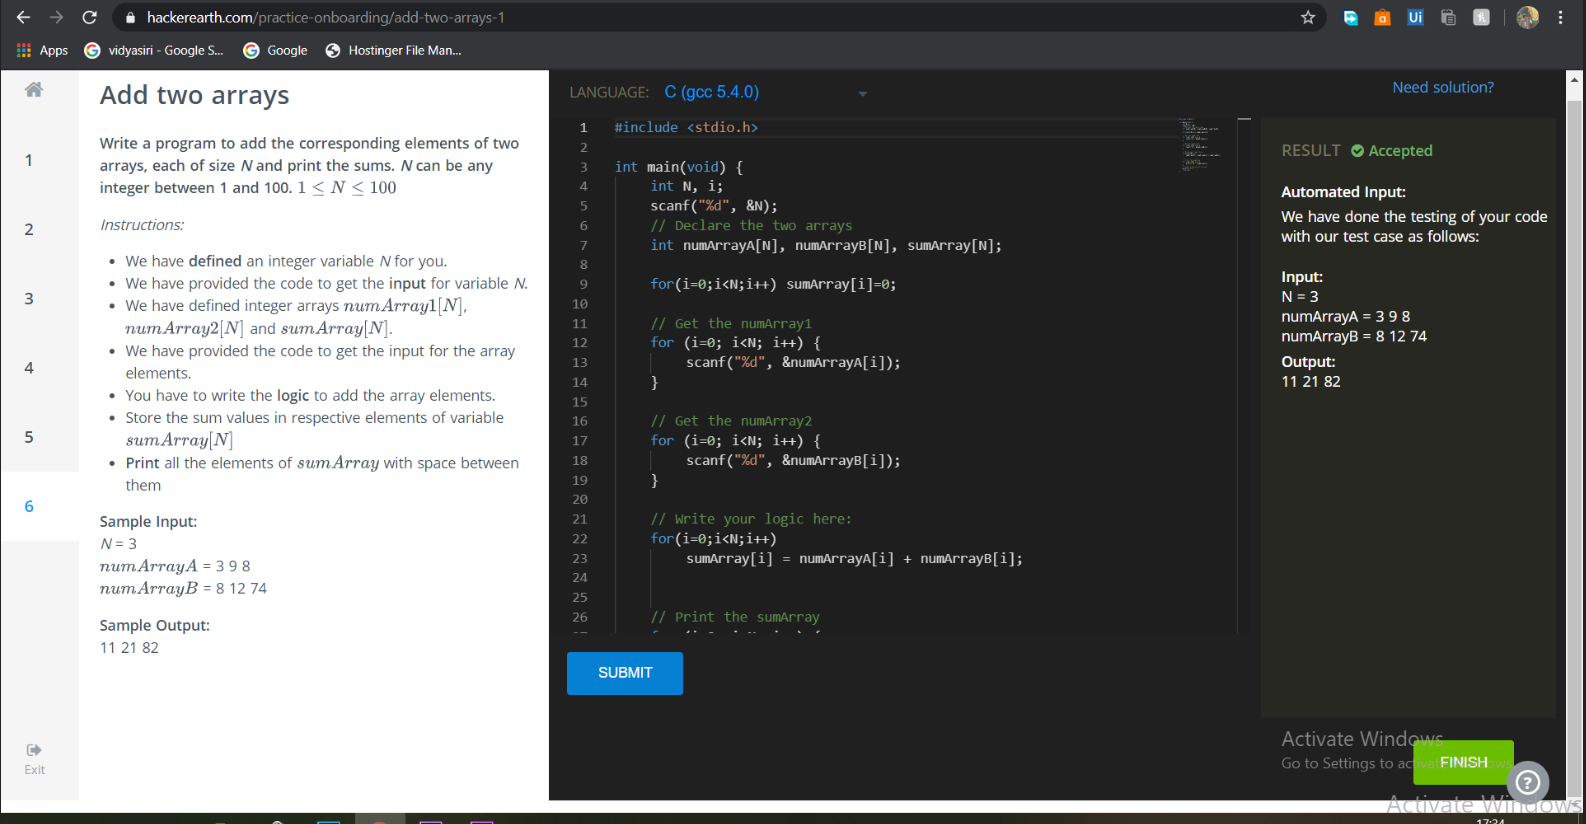 hackerearth.com/practice-onboarding/add-two-arrays-1
Apps vidyasiri - Google S... Google Hostinger File Man...
Add two arrays
Write a program to add the corresponding elements of two
arrays, each of size N and print the sums. N can be any
integer between 1 and 100. 1 ≤ N ≤ 100
Instructions:
• We have defined an integer variable N for you.
• We have provided the code to get the input for variable N.
• We have defined integer arrays numArray1[N],
numArray2[N] and sumArray[N].
• We have provided the code to get the input for the array
elements.
• You have to write the logic to add the array elements.
• Store the sum values in respective elements of variable
sumArray[N]
• Print all the elements of sumArray with space between
them
Sample Input:
N = 3
numArrayA = 3 9 8
numArrayB = 8 12 74
Sample Output:
11 21 82
1
2
3
4
5
6
Exit
LANGUAGE: C (gcc 5.4.0)
Need solution?
1 #include <stdio.h>
2
3 int main(void) {
4 int N, i;
5 scanf("%d", &N);
6 // Declare the two arrays
7 int numArrayA[N], numArrayB[N], sumArray[N];
8
9 for(i=0;i<N;i++) sumArray[i]=0;
10
11 // Get the numArray1
12 for (i=0; i<N; i++) {
13 scanf("%d", &numArrayA[i]);
14 }
15
16 // Get the numArray2
17 for (i=0; i<N; i++) {
18 scanf("%d", &numArrayB[i]);
19 }
20
21 // Write your logic here:
22 for(i=0;i<N;i++)
23 sumArray[i] = numArrayA[i] + numArrayB[i];
24
25
26 // Print the sumArray
SUBMIT
RESULT Accepted
Automated Input:
We have done the testing of your code
with our test case as follows:
Input:
N = 3
numArrayA = 3 9 8
numArrayB = 8 12 74
Output:
11 21 82
Activate Windows
Go to Settings to activate Windows
FINISH
?
Activate Windows
17:34